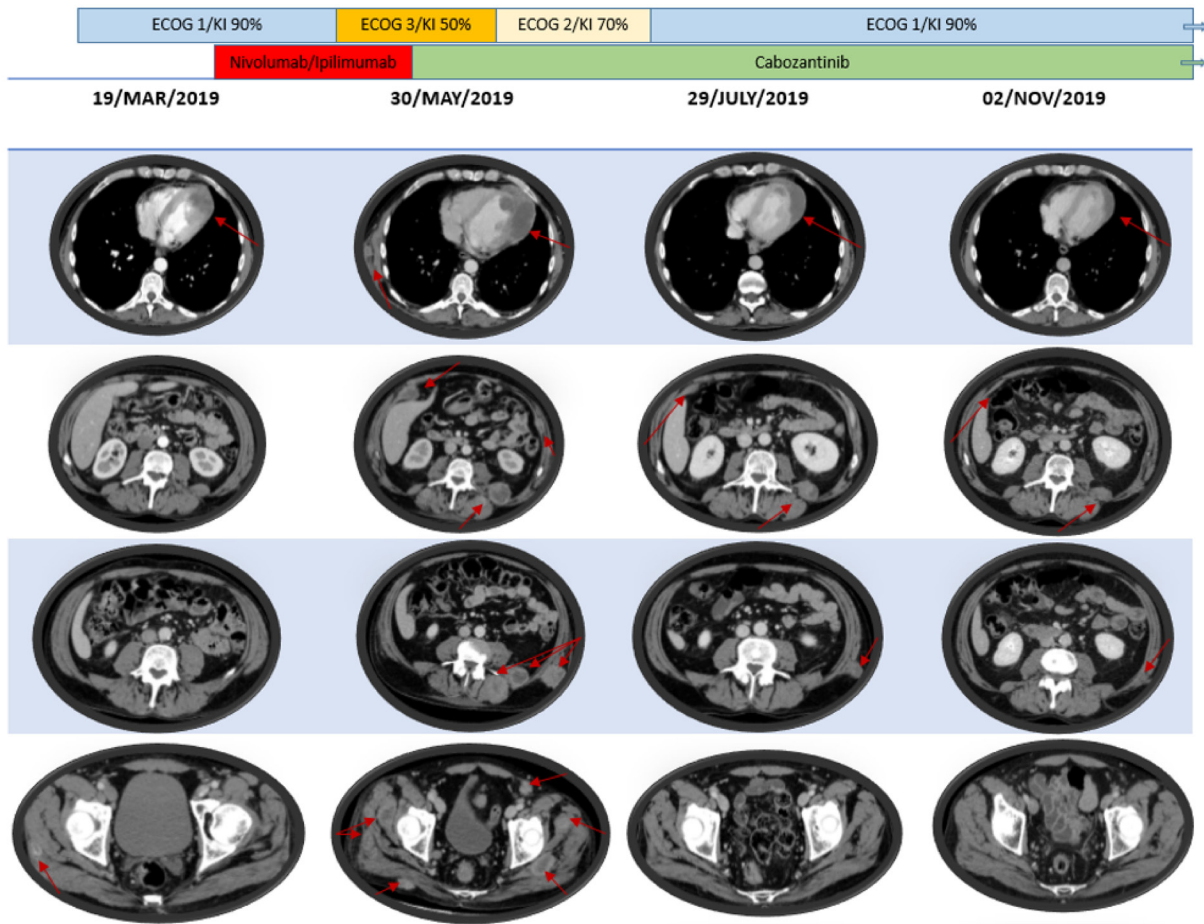 ECOG 1/KI 90% ECOG 3/KI 50% ECOG 2/KI 70% ECOG 1/KI 90%
Nivolumab/Ipilimumab Cabozantinib
19/MAR/2019 30/MAY/2019 29/JULY/2019 02/NOV/2019